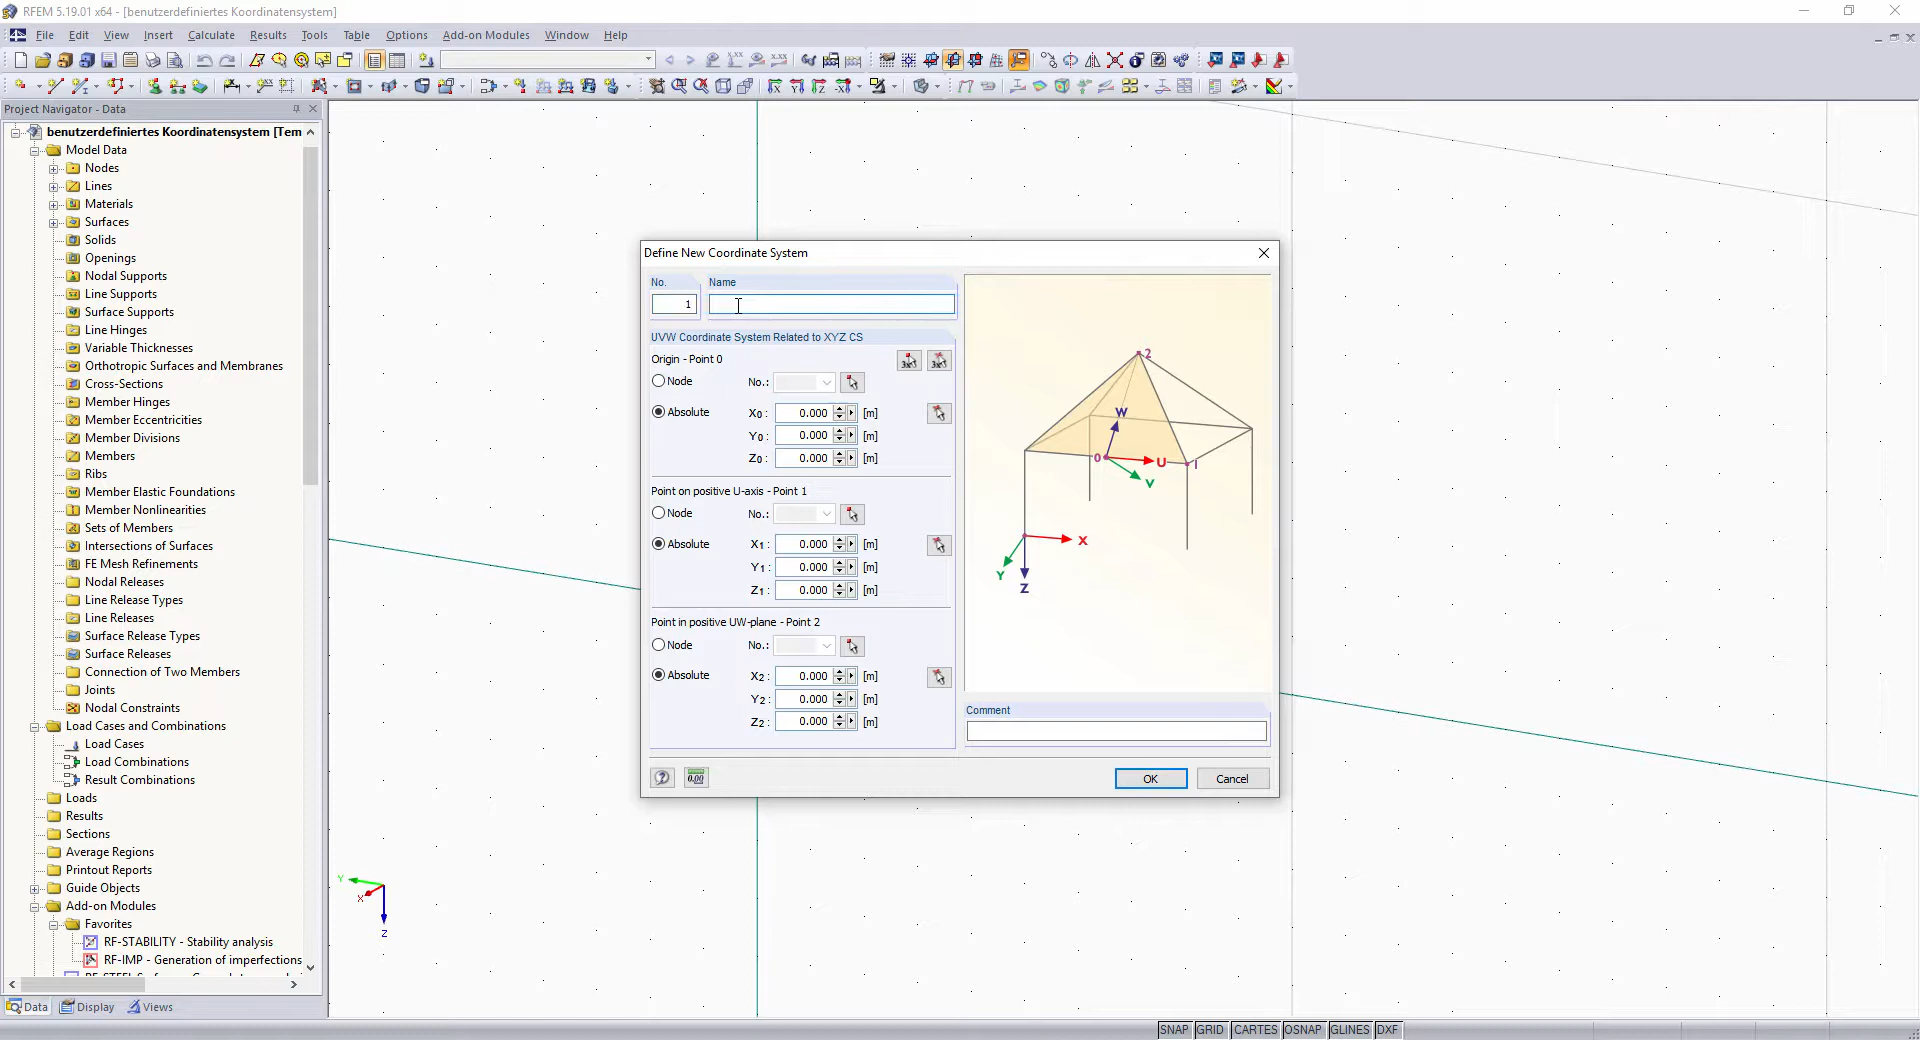 RFEM 5.19.01 x64 - [benutzerdefiniertes Koordinatensystem]
File Edit View Insert Calculate Results Tools Table Options Add-on Modules Window Help
Project Navigator - Data
benutzerdefiniertes Koordinatensystem [Tem
Model Data
Nodes
Lines
Materials
Surfaces
Solids
Openings
Nodal Supports
Line Supports
Surface Supports
Line Hinges
Variable Thicknesses
Orthotropic Surfaces and Membranes
Cross-Sections
Member Hinges
Member Eccentricities
Member Divisions
Members
Ribs
Member Elastic Foundations
Member Nonlinearities
Sets of Members
Intersections of Surfaces
FE Mesh Refinements
Nodal Releases
Line Release Types
Line Releases
Surface Release Types
Surface Releases
Connection of Two Members
Joints
Nodal Constraints
Load Cases and Combinations
Load Cases
Load Combinations
Result Combinations
Loads
Results
Sections
Average Regions
Printout Reports
Guide Objects
Add-on Modules
Favorites
RF-STABILITY - Stability analysis
RF-IMP - Generation of imperfections
Data Display Views
Y
X
Z
Define New Coordinate System
No. Name
1
UVW Coordinate System Related to XYZ CS
Origin - Point 0
Node No.:
Absolute X0: 0.000 [m]
Y0: 0.000 [m]
Z0: 0.000 [m]
Point on positive U-axis - Point 1
Node No.:
Absolute X1: 0.000 [m]
Y1: 0.000 [m]
Z1: 0.000 [m]
Point in positive UW-plane - Point 2
Node No.:
Absolute X2: 0.000 [m]
Y2: 0.000 [m]
Z2: 0.000 [m]
2
W
0 U 1
V
X
Y
Z
Comment
0.00
OK Cancel
SNAP GRID CARTES OSNAP GLINES DXF